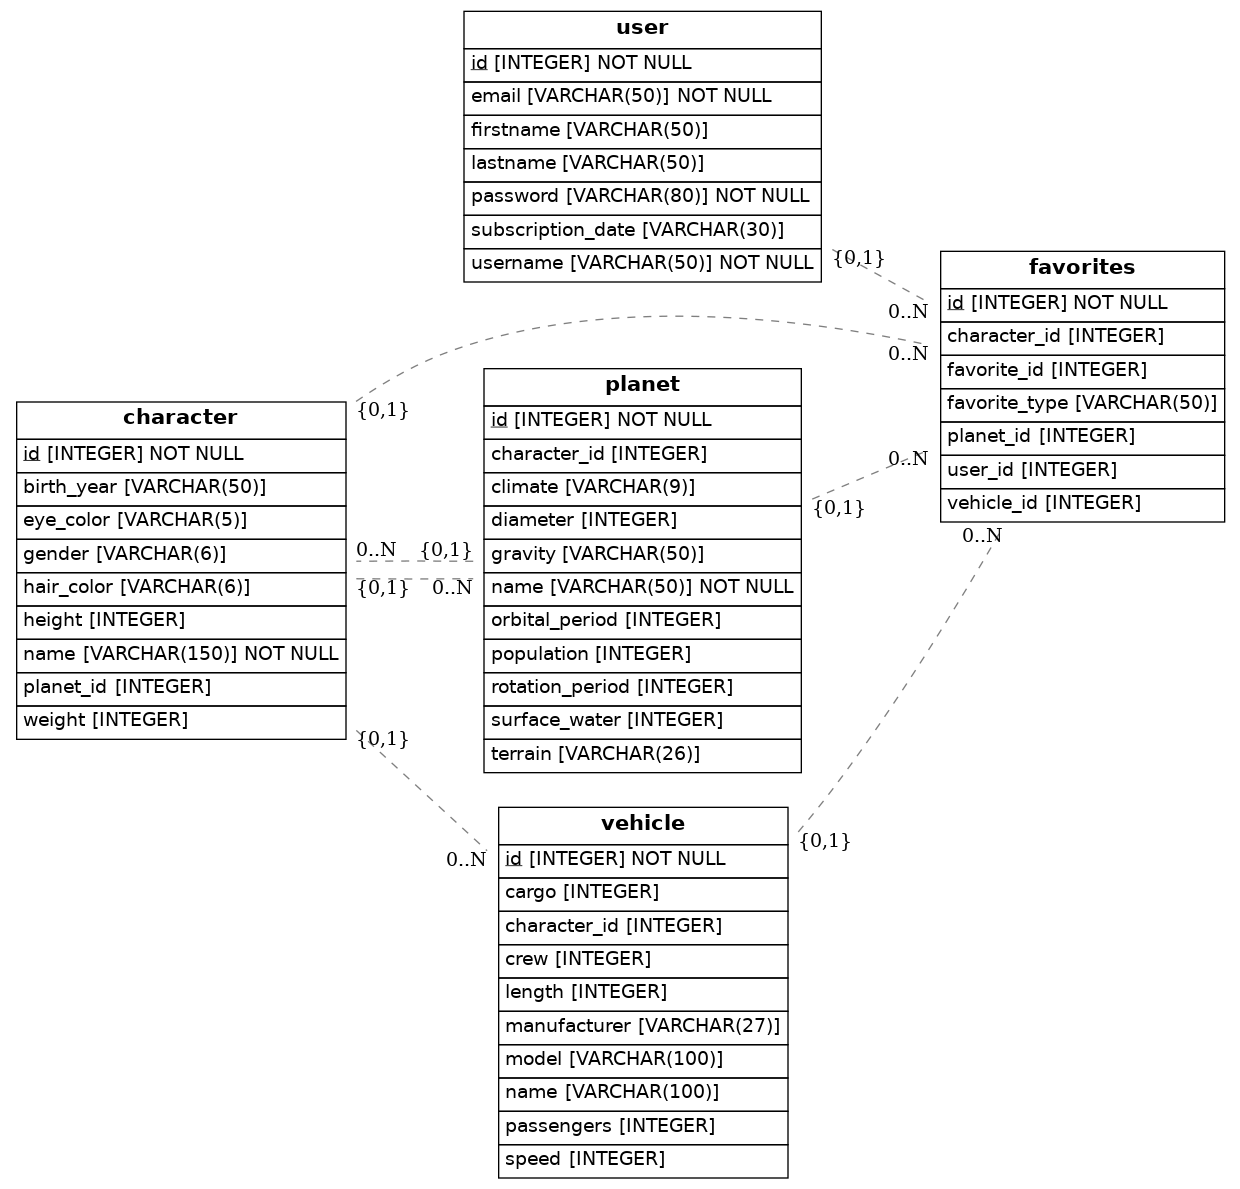 user
id [INTEGER] NOT NULL
email [VARCHAR(50)] NOT NULL
firstname [VARCHAR(50)]
lastname [VARCHAR(50)]
password [VARCHAR(80)] NOT NULL
subscription_date [VARCHAR(30)]
username [VARCHAR(50)] NOT NULL
{0,1}
0..N
favorites
id [INTEGER] NOT NULL
character_id [INTEGER]
favorite_id [INTEGER]
favorite_type [VARCHAR(50)]
planet_id [INTEGER]
user_id [INTEGER]
vehicle_id [INTEGER]
0..N
{0,1}
0..N
{0,1}
0..N
character
id [INTEGER] NOT NULL
birth_year [VARCHAR(50)]
eye_color [VARCHAR(5)]
gender [VARCHAR(6)]
hair_color [VARCHAR(6)]
height [INTEGER]
name [VARCHAR(150)] NOT NULL
planet_id [INTEGER]
weight [INTEGER]
0..N {0,1}
{0,1} 0..N
planet
id [INTEGER] NOT NULL
character_id [INTEGER]
climate [VARCHAR(9)]
diameter [INTEGER]
gravity [VARCHAR(50)]
name [VARCHAR(50)] NOT NULL
orbital_period [INTEGER]
population [INTEGER]
rotation_period [INTEGER]
surface_water [INTEGER]
terrain [VARCHAR(26)]
{0,1}
0..N
{0,1}
vehicle
id [INTEGER] NOT NULL
cargo [INTEGER]
character_id [INTEGER]
crew [INTEGER]
length [INTEGER]
manufacturer [VARCHAR(27)]
model [VARCHAR(100)]
name [VARCHAR(100)]
passengers [INTEGER]
speed [INTEGER]